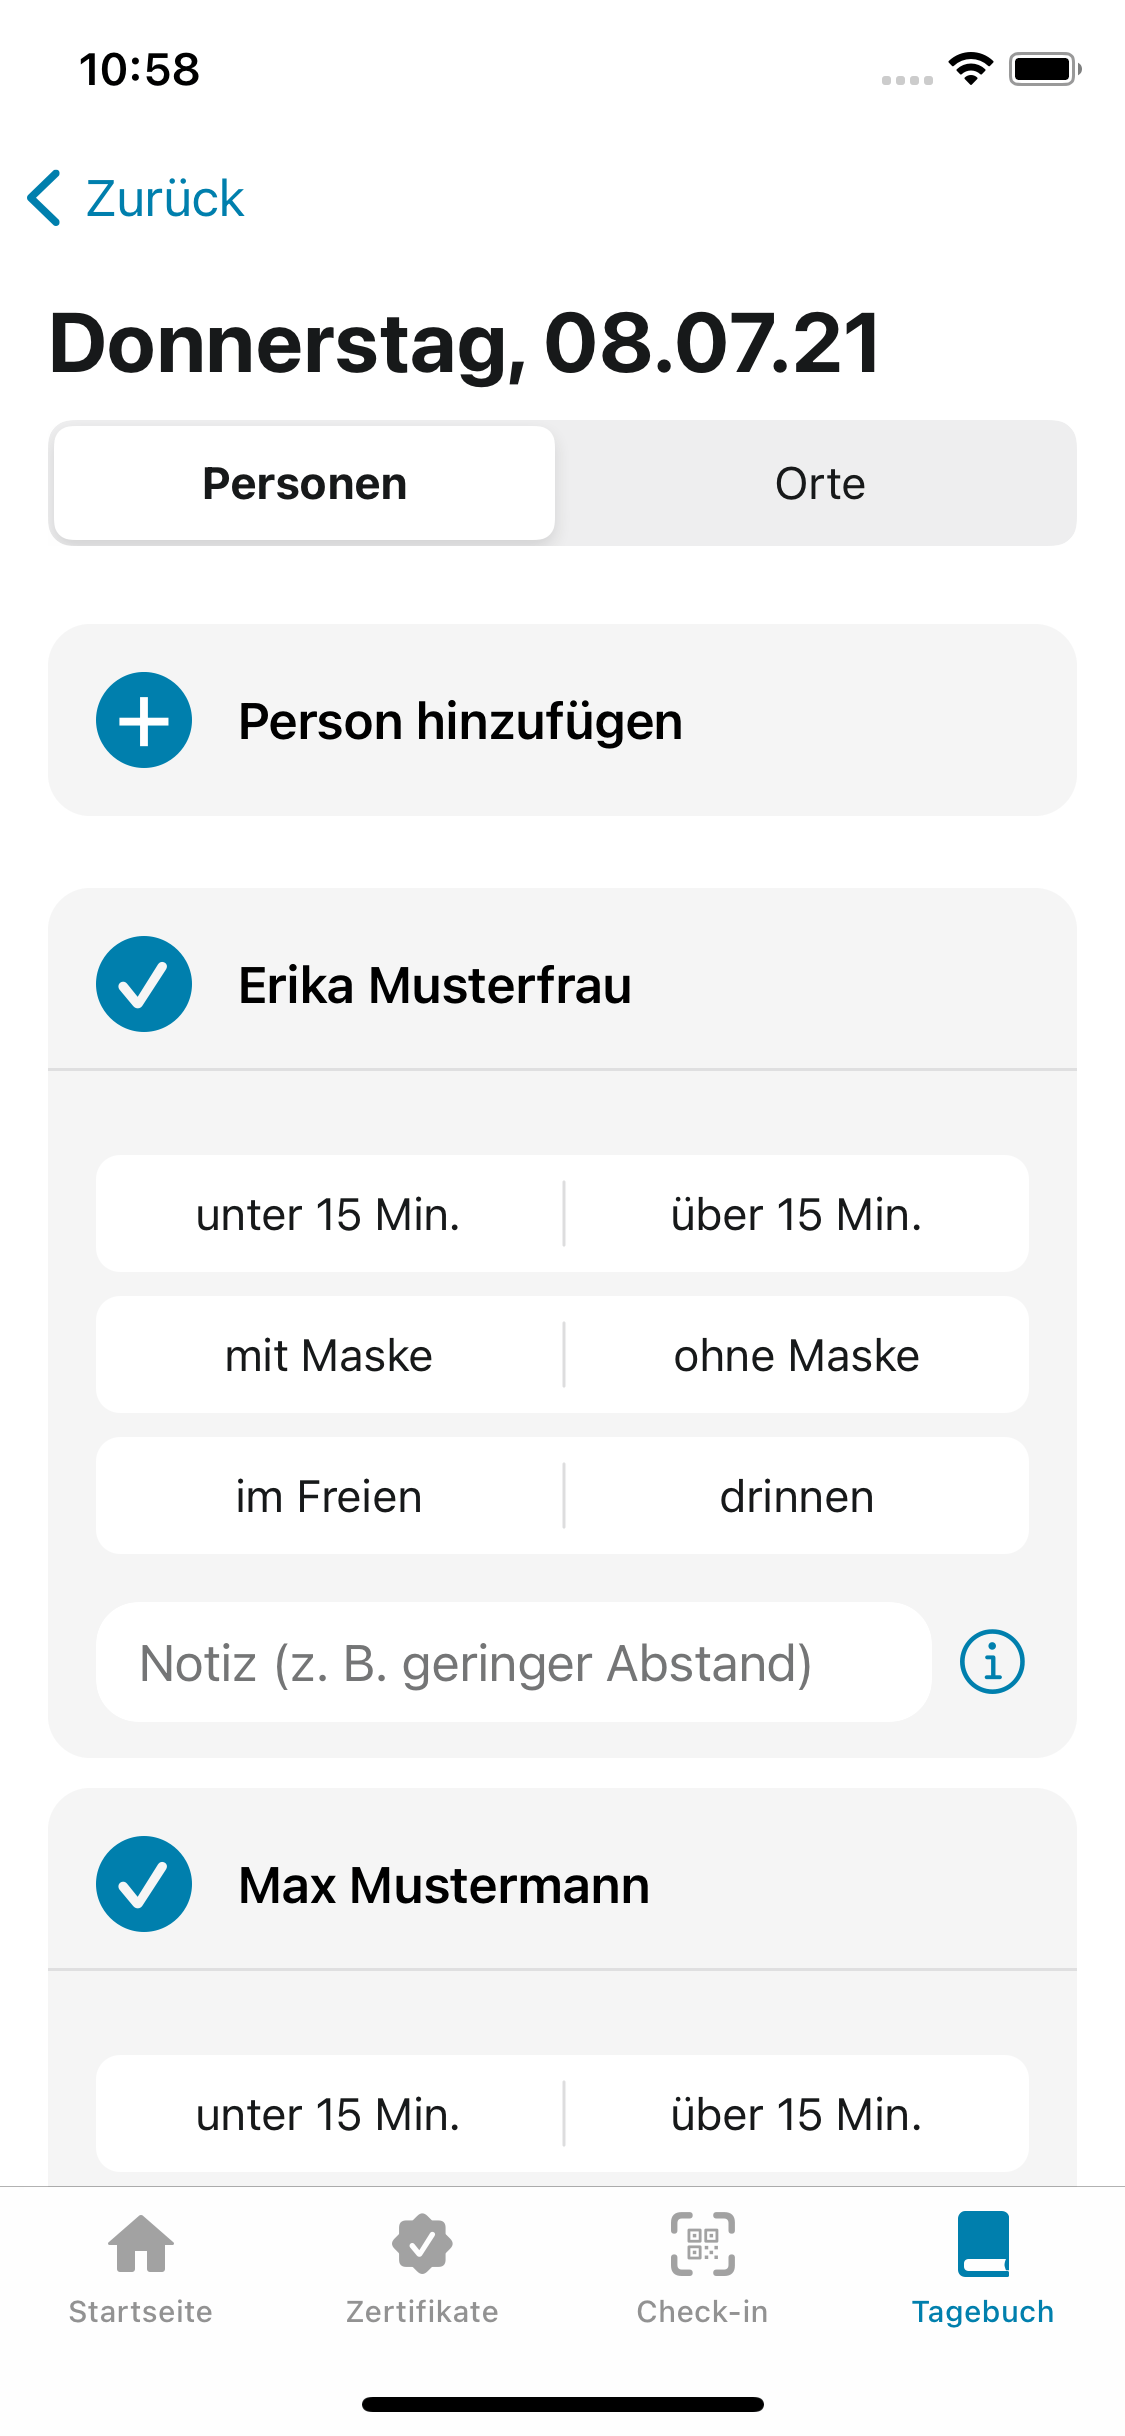 10:58
Zurück
Donnerstag, 08.07.21
Personen Orte
Person hinzufügen
Erika Musterfrau
unter 15 Min. über 15 Min.
mit Maske ohne Maske
im Freien drinnen
Notiz (z. B. geringer Abstand)
Max Mustermann
unter 15 Min. über 15 Min.
Startseite Zertifikate Check-in Tagebuch